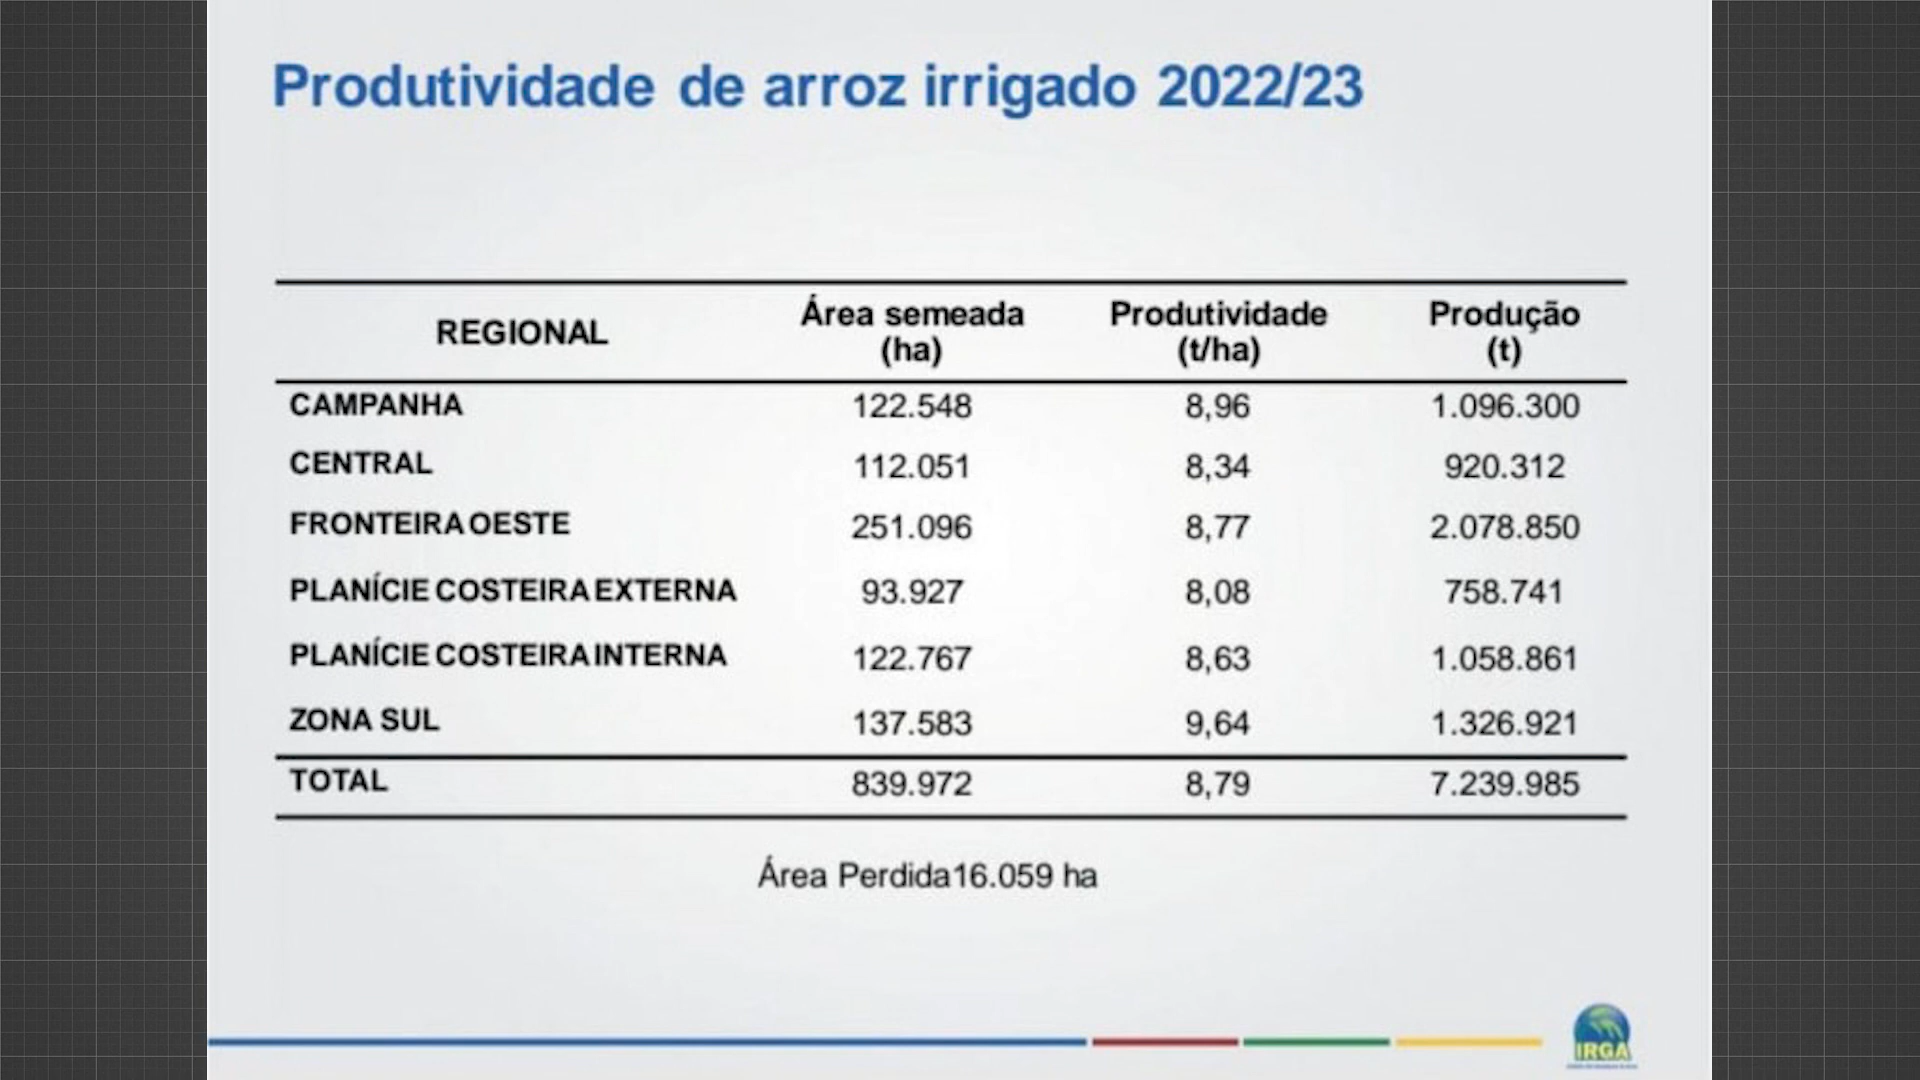 Produtividade de arroz irrigado 2022/23
REGIONAL Área semeada (ha) Produtividade (t/ha) Produção (t)
CAMPANHA 122.548 8,96 1.096.300
CENTRAL 112.051 8,34 920.312
FRONTEIRA OESTE 251.096 8,77 2.078.850
PLANÍCIE COSTEIRA EXTERNA 93.927 8,08 758.741
PLANÍCIE COSTEIRA INTERNA 122.767 8,63 1.058.861
ZONA SUL 137.583 9,64 1.326.921
TOTAL 839.972 8,79 7.239.985
Área Perdida16.059 ha
IRGA